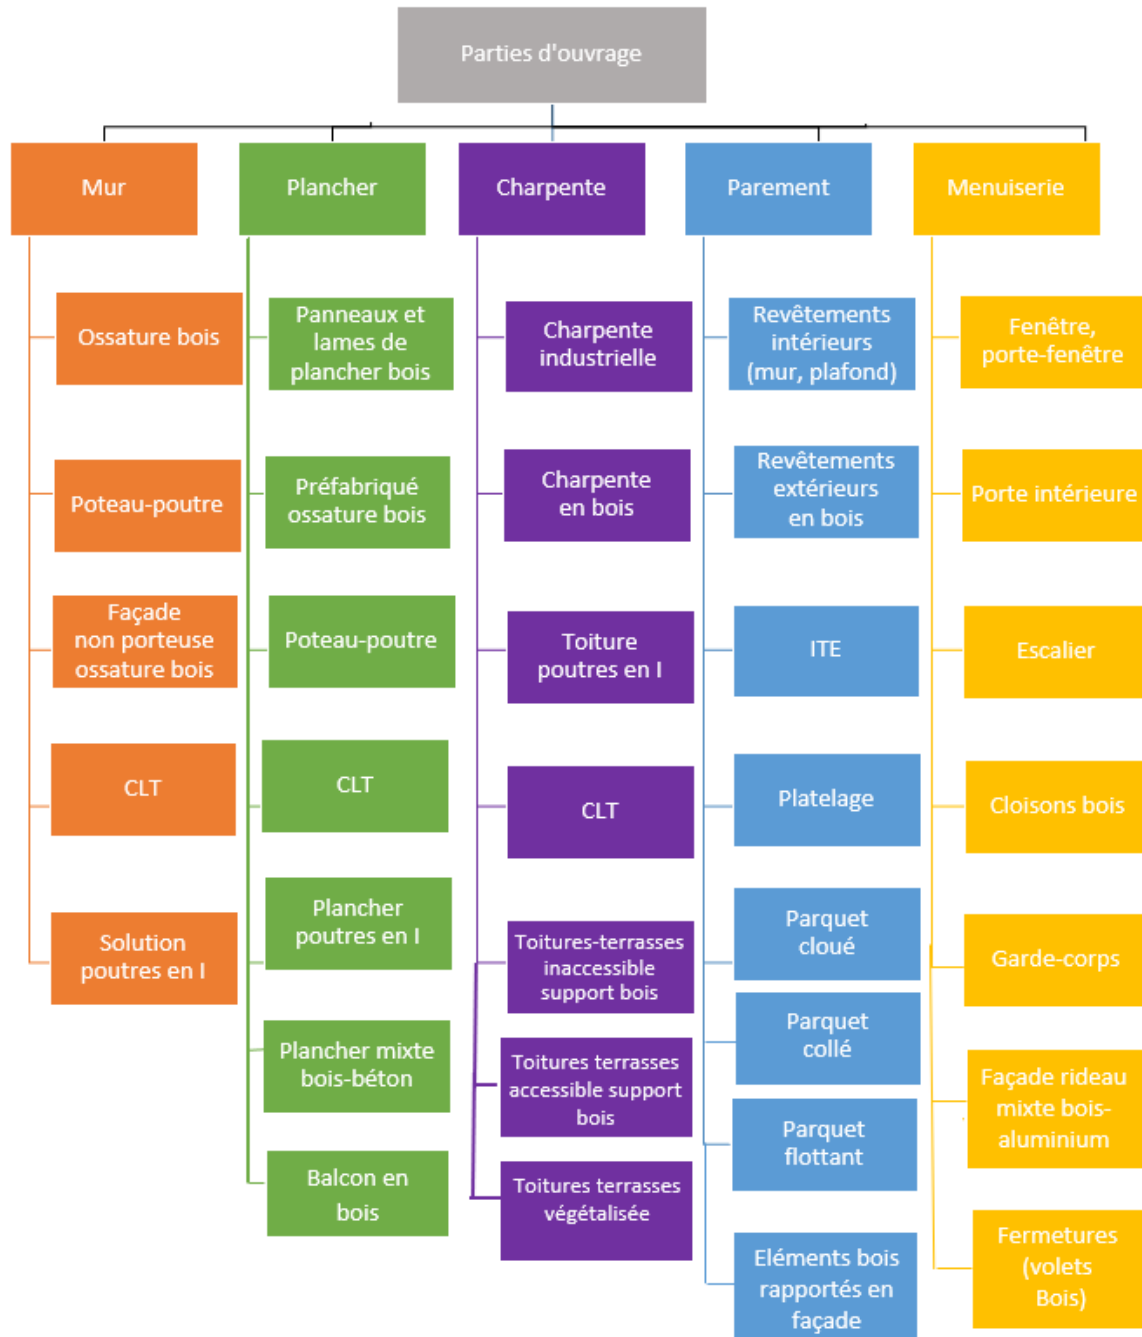 Parties d'ouvrage
Mur
Ossature bois
Poteau-poutre
Façade
non porteuse
ossature bois
CLT
Solution
poutres en I
Plancher
Panneaux et
lames de
plancher bois
Préfabriqué
ossature bois
Poteau-poutre
CLT
Plancher
poutres en I
Plancher mixte
bois-béton
Balcon en
bois
Charpente
Charpente
industrielle
Charpente
en bois
Toiture
poutres en I
CLT
Toitures-terrasses
inaccessible
support bois
Toitures terrasses
accessible support
bois
Toitures terrasses
végétalisée
Parement
Revêtements
intérieurs
(mur, plafond)
Revêtements
extérieurs
en bois
ITE
Platelage
Parquet
cloué
Parquet
collé
Parquet
flottant
Eléments bois
rapportés en
façade
Menuiserie
Fenêtre,
porte-fenêtre
Porte intérieure
Escalier
Cloisons bois
Garde-corps
Façade rideau
mixte bois-
aluminium
Fermetures
(volets
Bois)